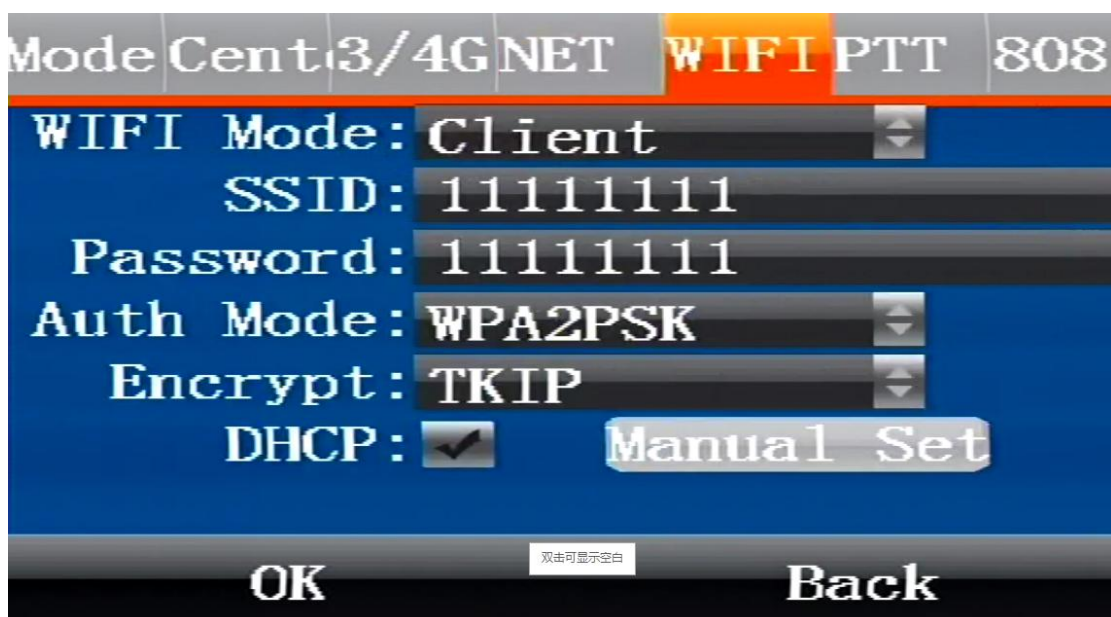 Mode Cent 3/4G NET WIFI PTT 808
WIFI Mode: Client
SSID: 11111111
Password: 11111111
Auth Mode: WPA2PSK
Encrypt: TKIP
DHCP: Manual Set
双击可显示空白
OK Back